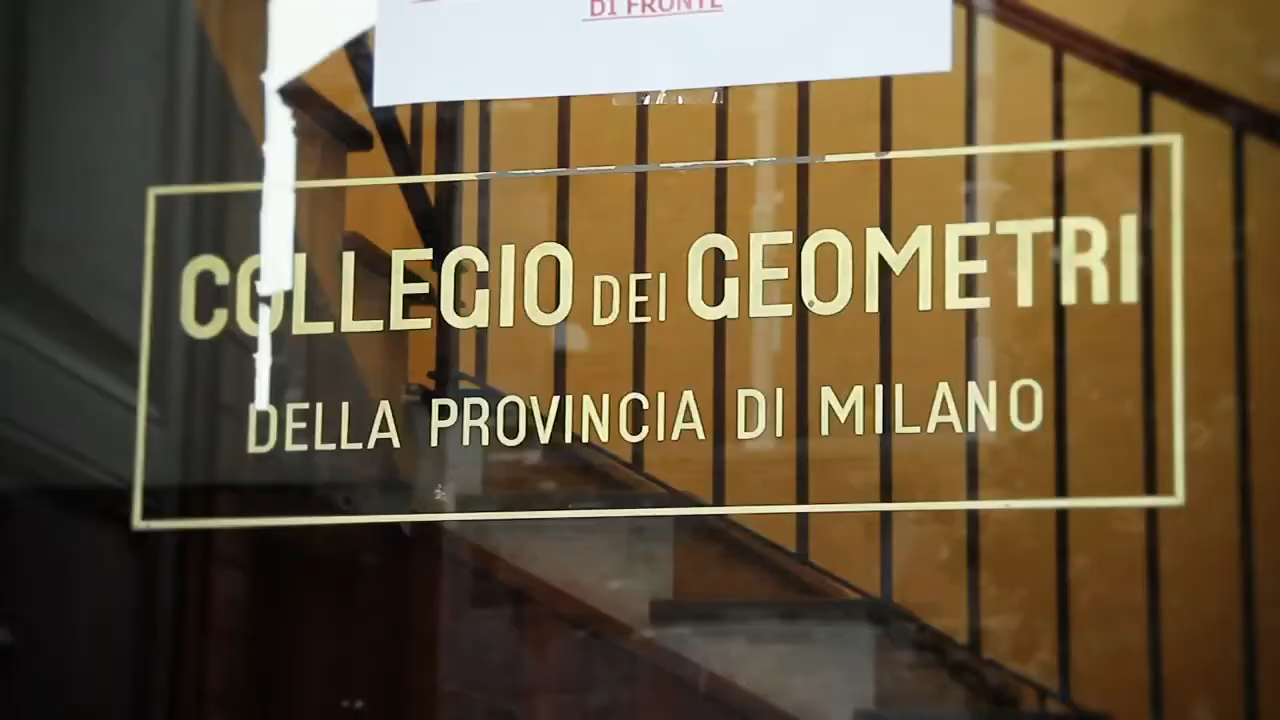 DI FRONTE
COLLEGIO DEI GEOMETRI
DELLA PROVINCIA DI MILANO